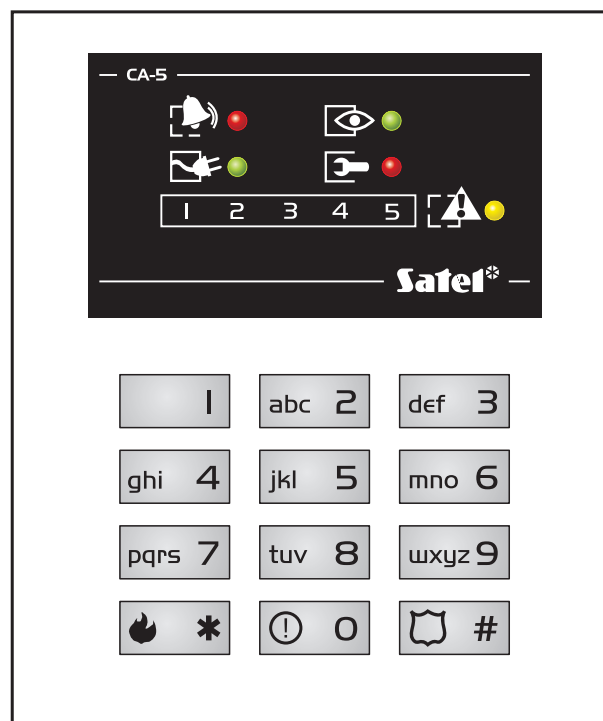 CA-5
1 2 3 4 5
Satel*
1 abc 2 def 3
ghi 4 jkl 5 mno 6
pqrs 7 tuv 8 wxyz 9
* 0 #